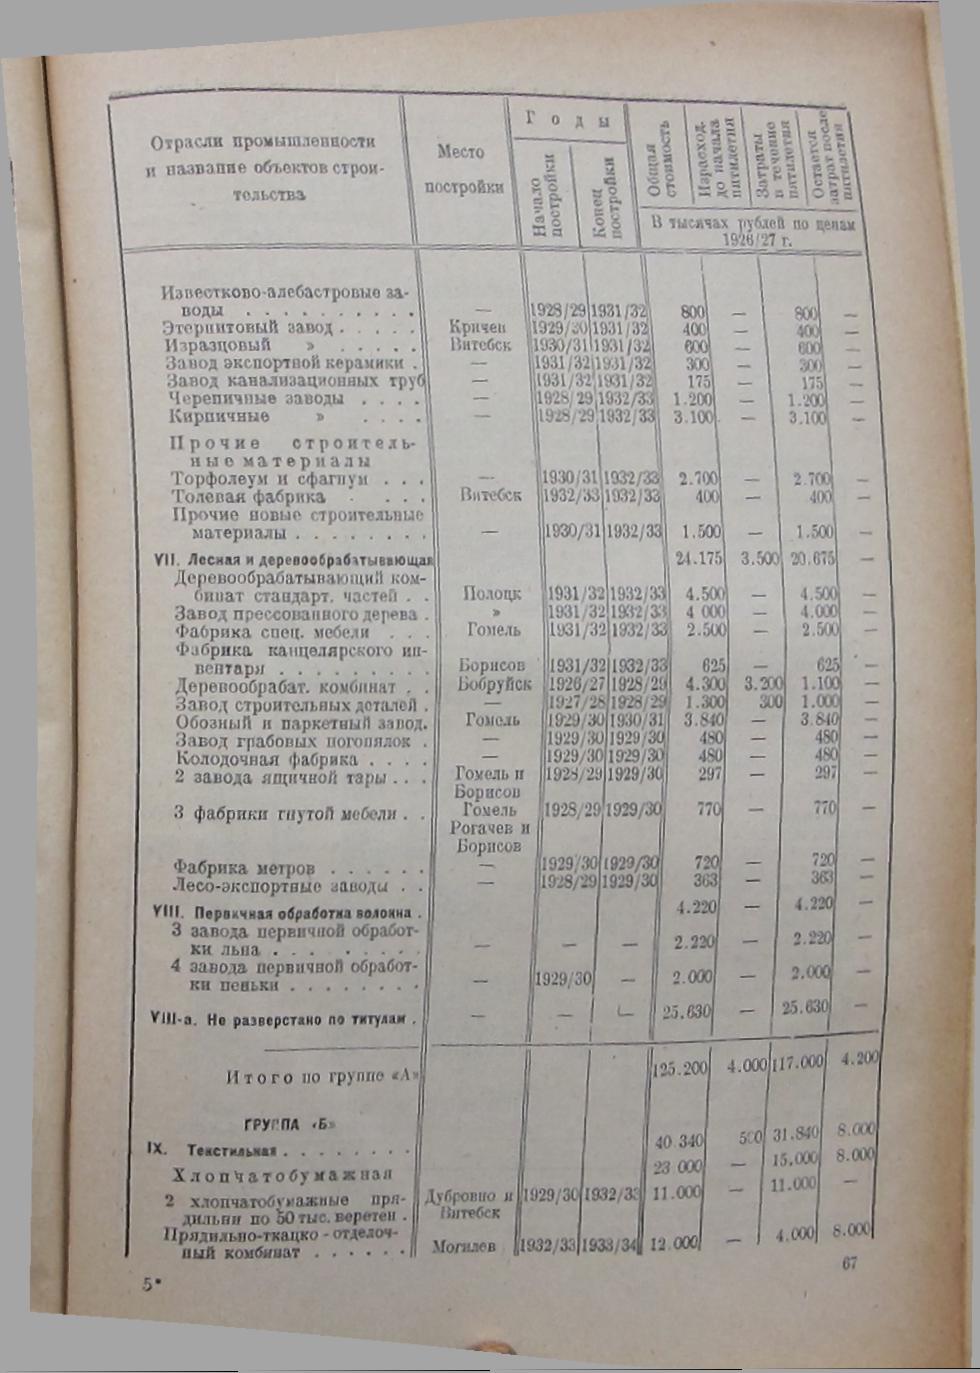 Отрасли промышленности
и название объектов строи-
тельства
Место
постройки
Годы
Начало
постройки
Конец
постройки
Общая
стоимость
Израсход.
до начала
пятилетия
Затраты
в течение
пятилетия
Остается
затрат после
пятилетия
В тысячах рублей по ценам
1926/27 г.
Известково-алебастровые за-
воды . . . . . . . . . . — 1928/29 1931/32 800 — 800 —
Этернитовый завод . . . . . Кричев 1929/30 1931/32 400 — 400 —
Изразцовый » . . . . . Витебск 1930/31 1931/32 600 — 600 —
Завод экспортной керамики . — 1931/32 1931/32 300 — 300 —
Завод канализационных труб — 1931/32 1931/32 175 — 175 —
Черепичные заводы . . . . — 1928/29 1932/33 1.200 — 1.200 —
Кирпичные » . . . . — 1928/29 1932/33 3.100 — 3.100 —
Прочие строитель-
ные материалы
Торфолеум и сфагнум . . . — 1930/31 1932/33 2.700 — 2.700 —
Толевая фабрика . . . . Витебск 1932/33 1932/33 400 — 400 —
Прочие новые строительные
материалы . . . . . . . . — 1930/31 1932/33 1.500 — 1.500 —
VII. Лесная и деревообрабатывающая 24.175 3.500 20.675 —
Деревообрабатывающий ком-
бинат стандарт. частей . . Полоцк 1931/32 1932/33 4.500 — 4.500 —
Завод прессованного дерева . » 1931/32 1932/33 4 000 — 4.000 —
Фабрика спец. мебели . . . Гомель 1931/32 1932/33 2.500 — 2.500 —
Фабрика канцелярского ин-
вентаря . . . . . . . . . Борисов 1931/32 1932/33 625 — 625 —
Деревообрабат. комбинат . . Бобруйск 1926/27 1928/29 4.300 3.200 1.100 —
Завод строительных деталей . — 1927/28 1928/29 1.300 300 1.000 —
Обозный и паркетный завод. Гомель 1929/30 1930/31 3.840 — 3.840 —
Завод грабовых погонялок . — 1929/30 1929/30 480 — 480 —
Колодочная фабрика . . . . — 1929/30 1929/30 480 — 480 —
2 завода ящичной тары . . . Гомель и 1928/29 1929/30 297 — 297 —
Борисов
3 фабрики гнутой мебели . . Гомель 1928/29 1929/30 770 — 770 —
Рогачев и
Борисов
Фабрика метров . . . . . . — 1929/30 1929/30 720 — 720 —
Лесо-экспортные заводы . . — 1928/29 1929/30 363 — 363 —
VIII. Первичная обработка волокна . 4.220 — 4.220 —
3 завода первичной обработ-
ки льна . . . . . . . . — — — 2.220 — 2.220 —
4 завода первичной обработ-
ки пеньки . . . . . . . . — 1929/30 — 2.000 — 2.000 —
VIII-а. Не разверстано по титулам . — — — 25.630 — 25.630 —
Итого по группе «А» 125.200 4.000 117.000 4.200
ГРУППА «Б»
IX. Текстильная . . . . . . . . 40 340 500 31.840 8.000
Хлопчатобумажная 23 000 — 15.000 8.000
2 хлопчатобумажные пря- Дубровно и 1929/30 1932/33 11.000 — 11.000 —
дильни по 50 тыс. веретен . Витебск
Прядильно-ткацко-отделоч-
ный комбинат . . . . . . Могилев 1932/33 1933/34 12 000 — 4.000 8.000
5*
67